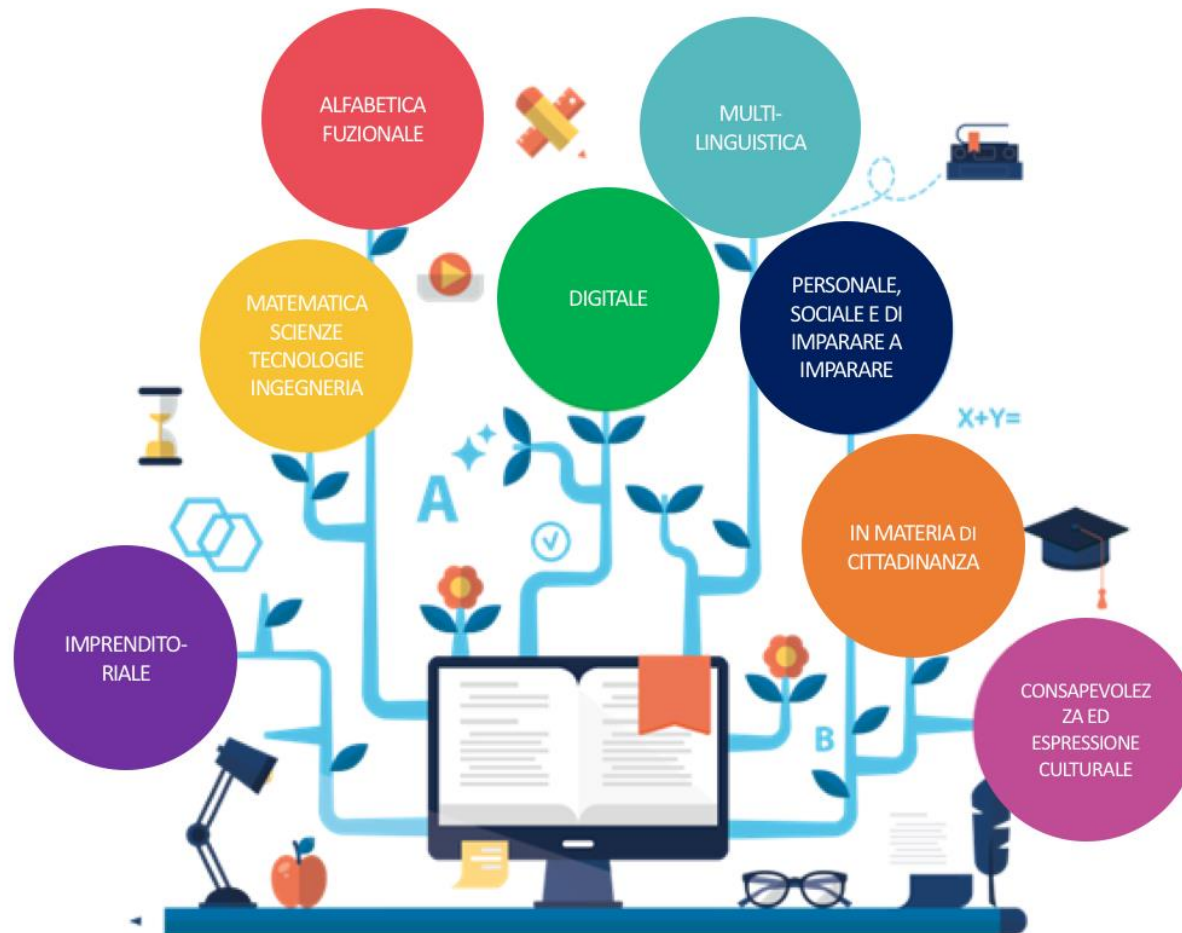 ALFABETICA
FUZIONALE
MULTI-
LINGUISTICA
DIGITALE
PERSONALE,
SOCIALE E DI
IMPARARE A
IMPARARE
MATEMATICA
SCIENZE
TECNOLOGIE
INGEGNERIA
X+Y=
A
IN MATERIA DI
CITTADINANZA
IMPRENDITO-
RIALE
B
CONSAPEVOLEZ
ZA ED
ESPRESSIONE
CULTURALE